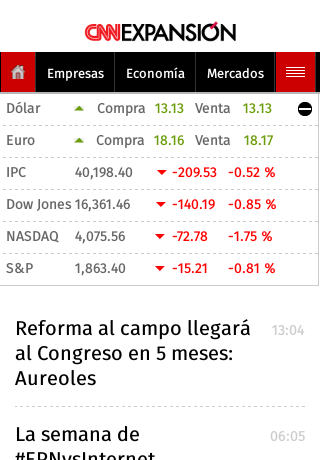 CNNEXPANSIÓN
Empresas Economía Mercados
Dólar Compra 13.13 Venta 13.13
Euro Compra 18.16 Venta 18.17
IPC 40,198.40 -209.53 -0.52 %
Dow Jones 16,361.46 -140.19 -0.85 %
NASDAQ 4,075.56 -72.78 -1.75 %
S&P 1,863.40 -15.21 -0.81 %
Reforma al campo llegará 13:04
al Congreso en 5 meses:
Aureoles
La semana de 06:05
#EPNvsInternet